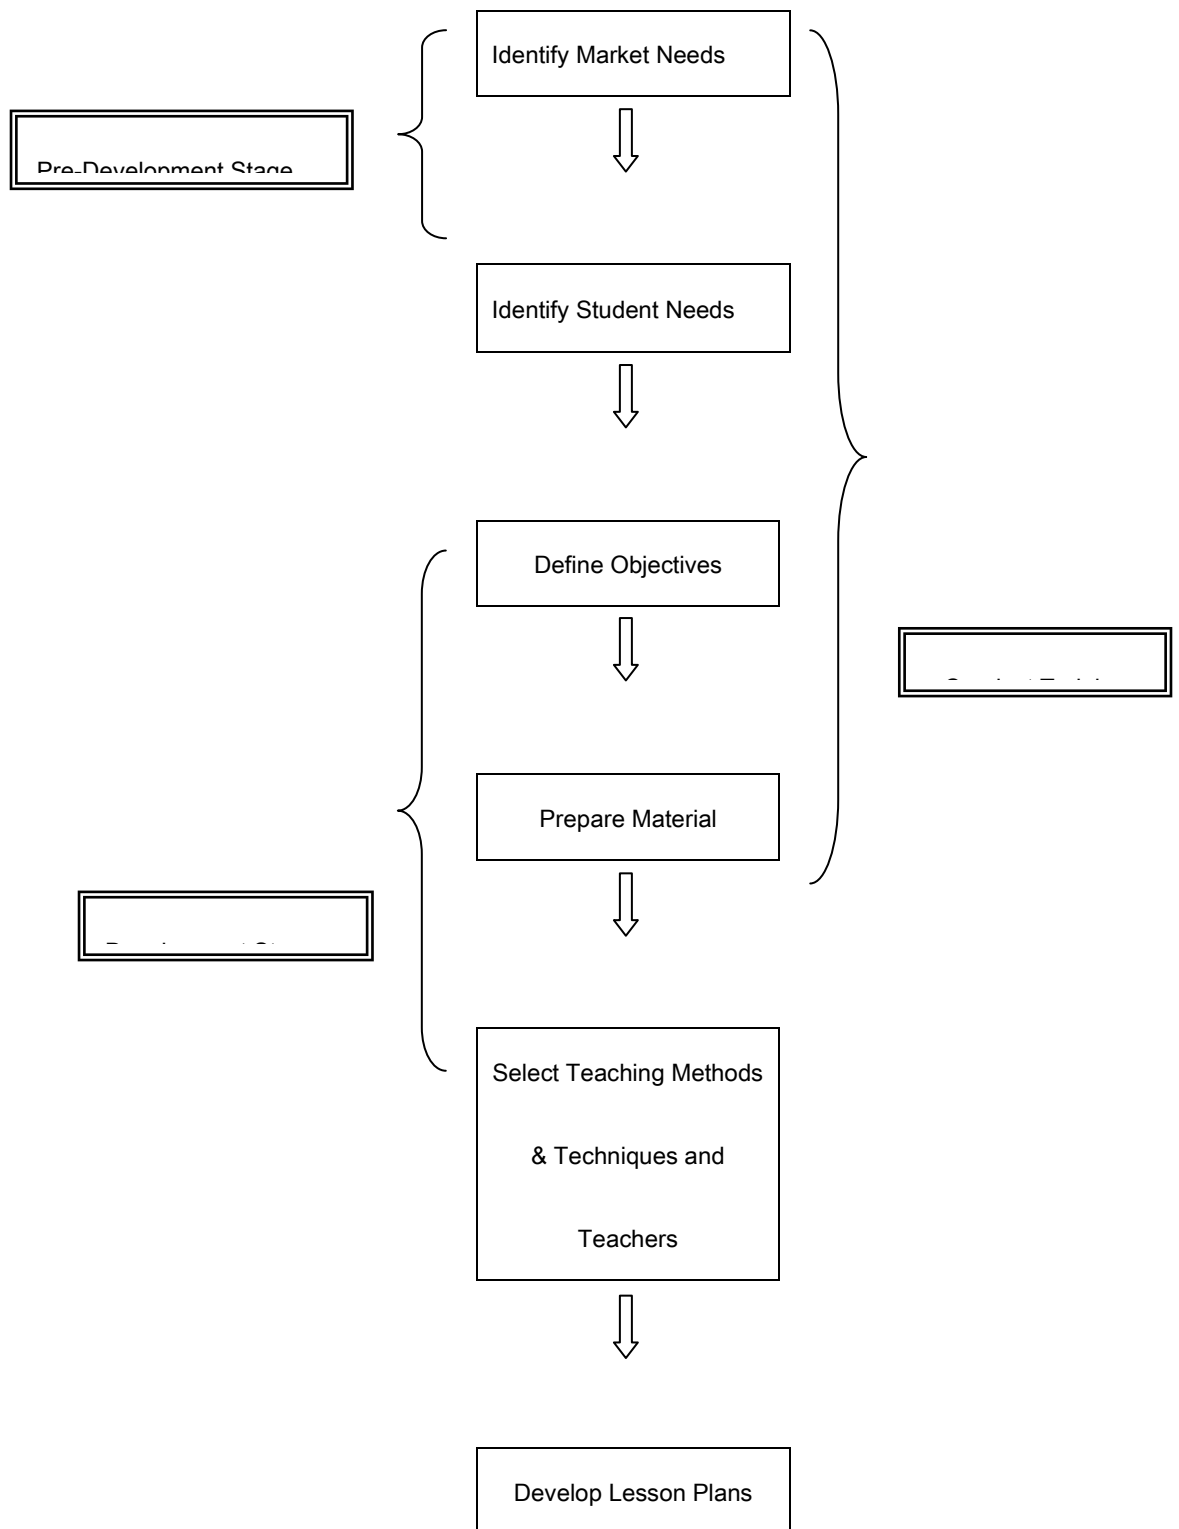 Identify Market Needs
Pre-Development Stage
Identify Student Needs
Define Objectives
Prepare Material
Select Teaching Methods
& Techniques and
Teachers
Develop Lesson Plans